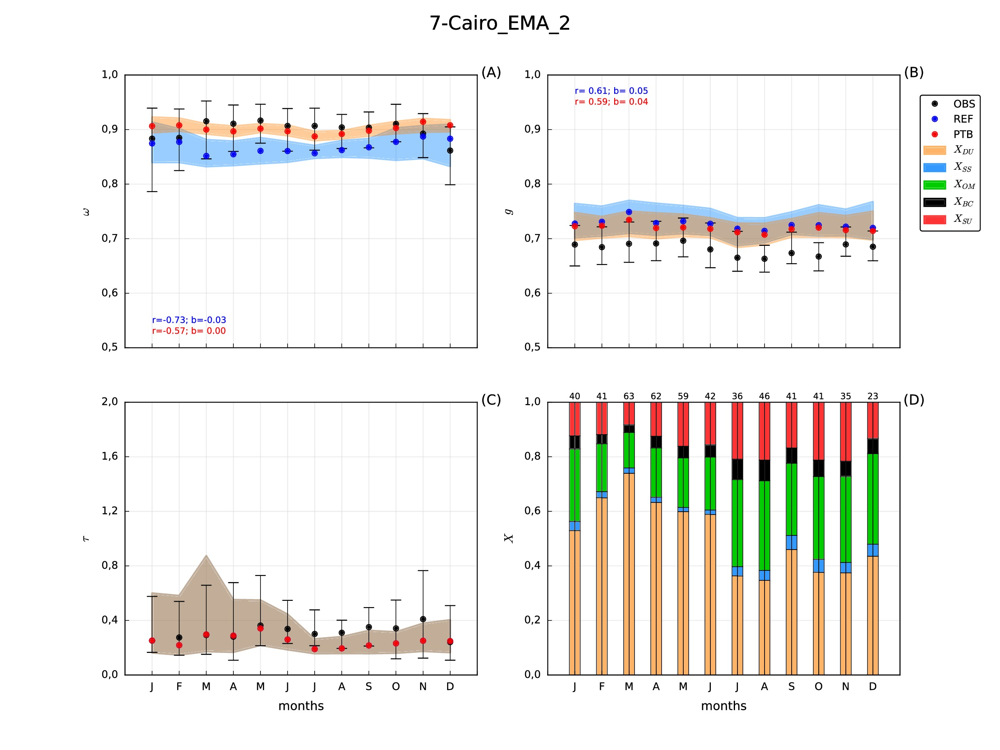 7-Cairo_EMA_2
(A)
1,0
0,9
0,8
0,7
0,6
0,5
ω
r=-0.73; b=-0.03
r=-0.57; b= 0.00
(B)
1,0
0,9
0,8
0,7
0,6
0,5
g
r= 0.61; b= 0.05
r= 0.59; b= 0.04
OBS
REF
PTB
X_DU
X_SS
X_OM
X_BC
X_SU
(C)
2,0
1,6
1,2
0,8
0,4
0,0
τ
J F M A M J J A S O N D
months
(D)
40 41 63 62 59 42 36 46 41 41 35 23
1,0
0,8
0,6
0,4
0,2
0,0
X
J F M A M J J A S O N D
months